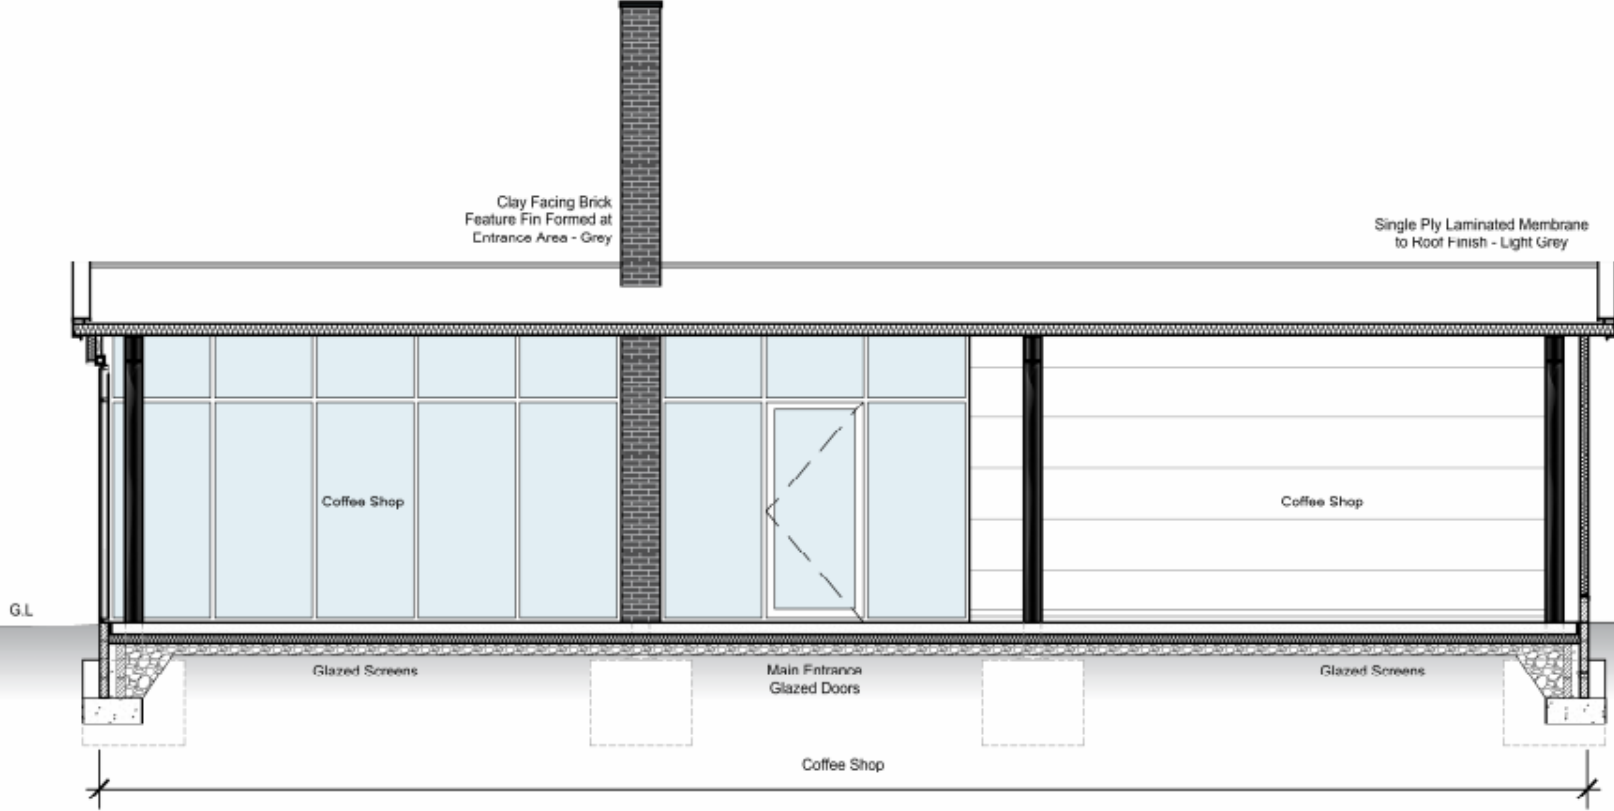 Clay Facing Brick
Feature Fin Formed at
Entrance Area - Grey
Single Ply Laminated Membrane
to Roof Finish - Light Grey
Coffee Shop
Coffee Shop
G.L
Glazed Screens
Main Entrance
Glazed Doors
Glazed Screens
Coffee Shop